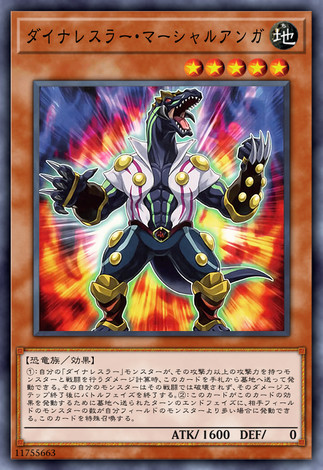 ダイナレスラー・マーシャルアンガ
地
【恐竜族/効果】
①:自分の「ダイナレスラー」モンスターが、その攻撃力以上の攻撃力を持つモ
ンスターと戦闘を行うダメージ計算時、このカードを手札から墓地へ送って発
動できる。その自分のモンスターはその戦闘では破壊されず、そのダメージス
テップ終了後にバトルフェイズを終了する。②:このカードがこのカードの効
果を発動するために墓地へ送られたターンのエンドフェイズに、相手フィール
ドのモンスターの数が自分フィールドのモンスターより多い場合に発動でき
る。このカードを特殊召喚する。
ATK/ 1600 DEF/ 0
11755663